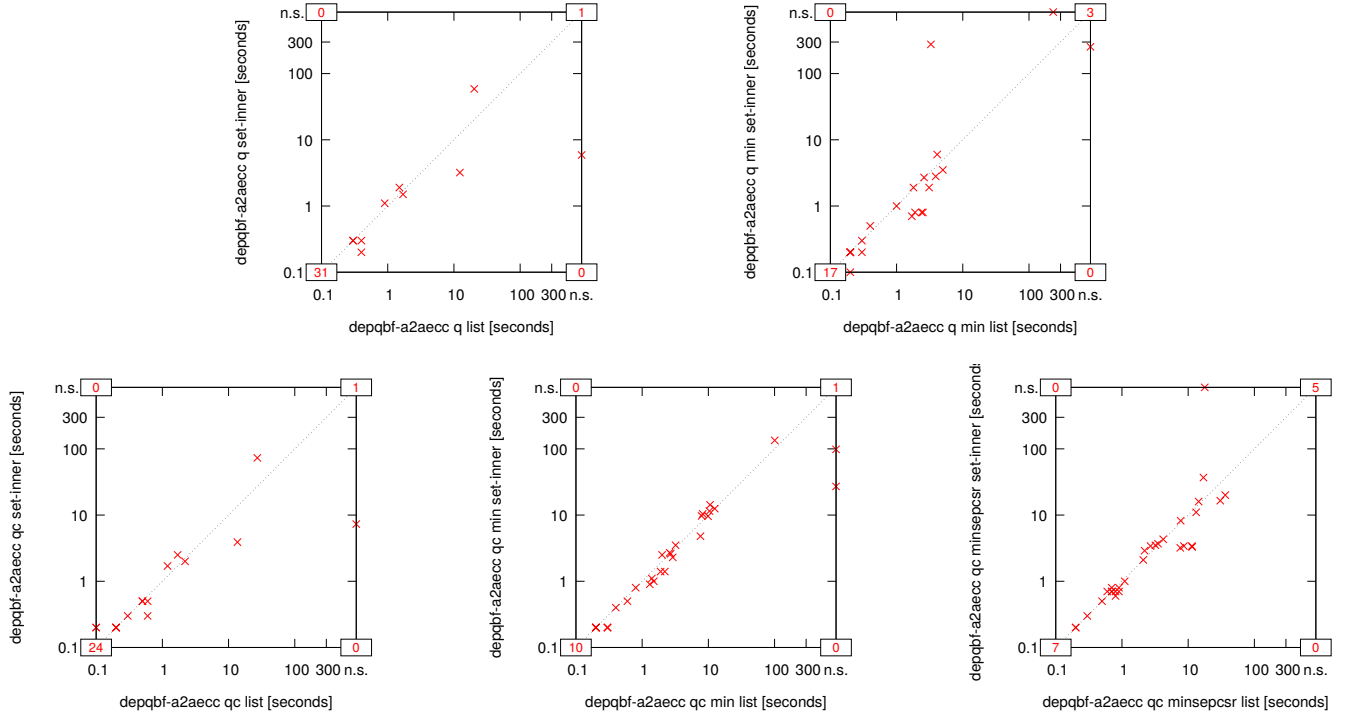 n.s. 0 1 n.s. 0 3
300 300
100 100
10 10
1 1
0.1 31 0 0.1 17 0
depqbf-a2aecc q set-inner [seconds]
depqbf-a2aecc q min set-inner [seconds]
0.1 1 10 100 300 n.s. 0.1 1 10 100 300 n.s.
depqbf-a2aecc q list [seconds] depqbf-a2aecc q min list [seconds]
n.s. 0 1 n.s. 0 1 n.s. 0 5
300 300 300
100 100 100
10 10 10
1 1 1
0.1 24 0 0.1 10 0 0.1 7 0
depqbf-a2aecc qc set-inner [seconds]
depqbf-a2aecc qc min set-inner [seconds]
depqbf-a2aecc qc minsepcsr set-inner [second
0.1 1 10 100 300 n.s. 0.1 1 10 100 300 n.s. 0.1 1 10 100 300 n.s.
depqbf-a2aecc qc list [seconds] depqbf-a2aecc qc min list [seconds] depqbf-a2aecc qc minsepcsr list [seconds]